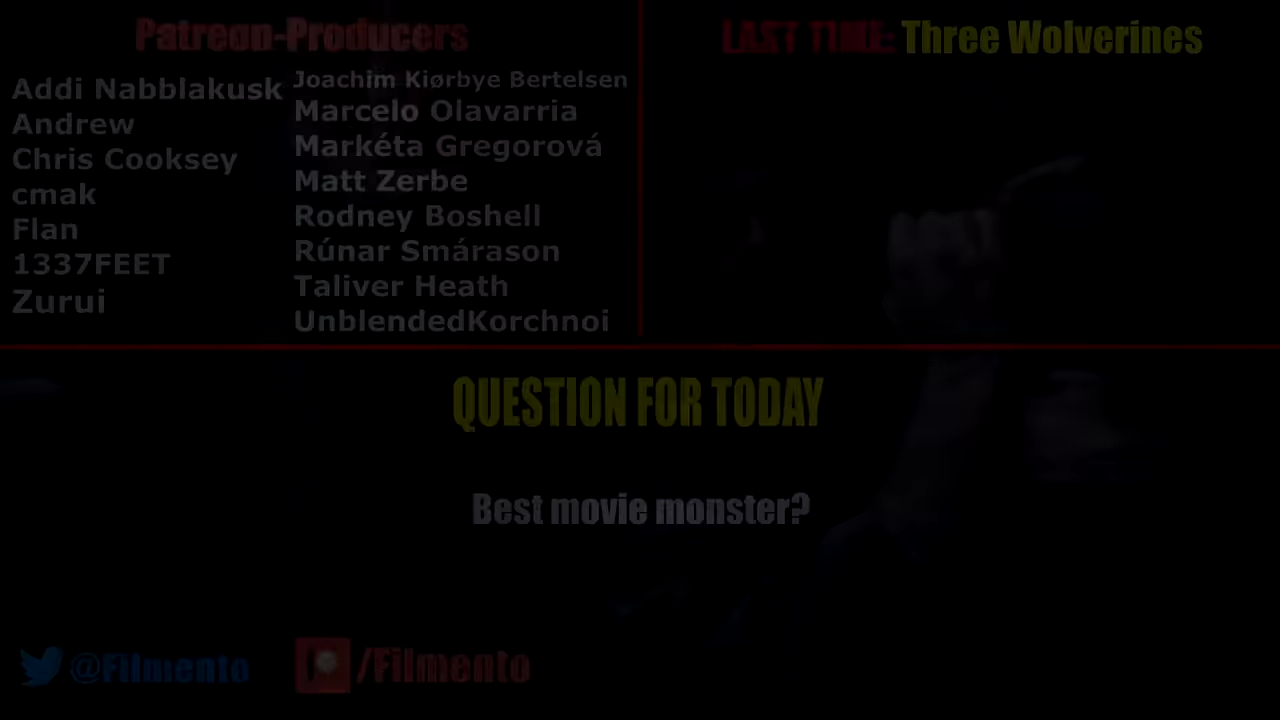 Patreon-Producers
Addi Nabblakusk
Andrew
Chris Cooksey
cmak
Flan
1337FEET
Zurui
Joachim Kiørbye Bertelsen
Marcelo Olavarria
Markéta Gregorová
Matt Zerbe
Rodney Boshell
Rúnar Smárason
Taliver Heath
UnblendedKorchnoi
LAST TIME: Three Wolverines
QUESTION FOR TODAY
Best movie monster?
@Filmento
/Filmento